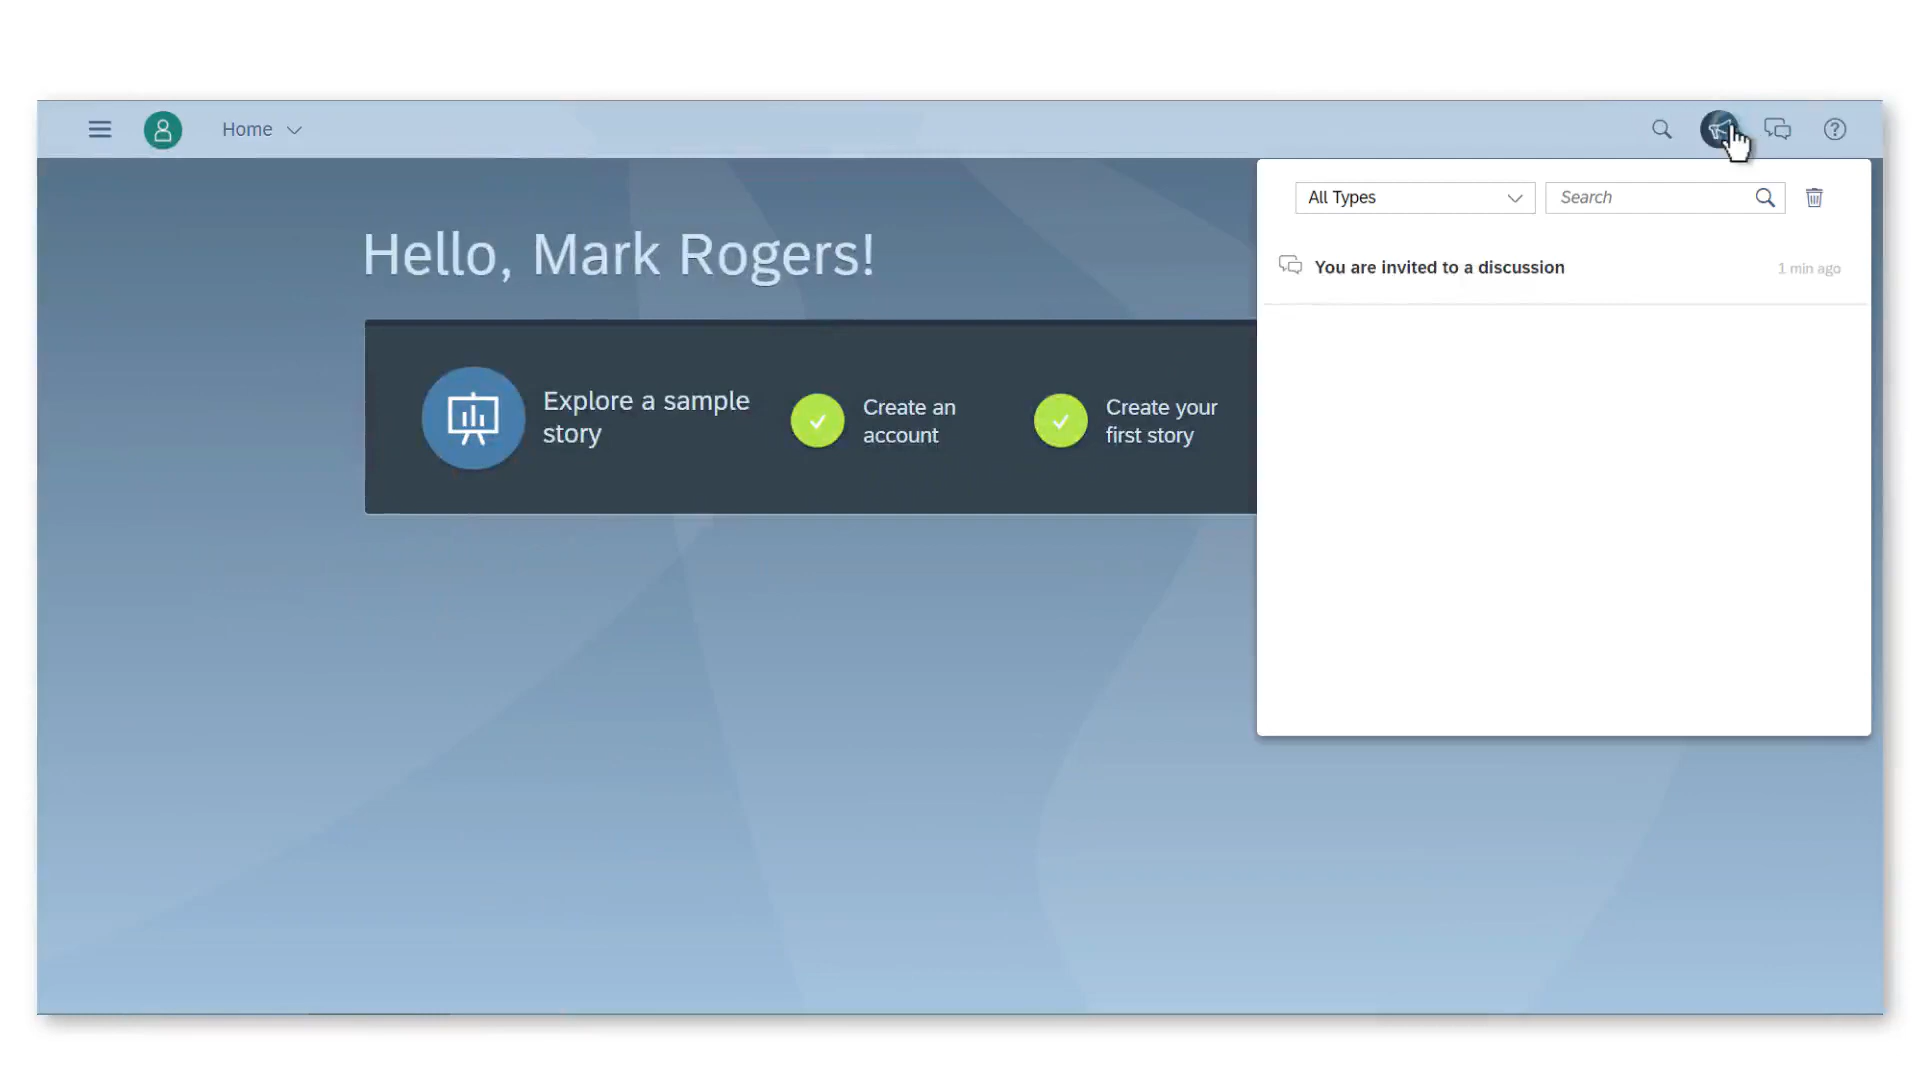 Home
All Types
Search
You are invited to a discussion
1 min ago
Hello, Mark Rogers!
Explore a sample
story
Create an
account
Create your
first story